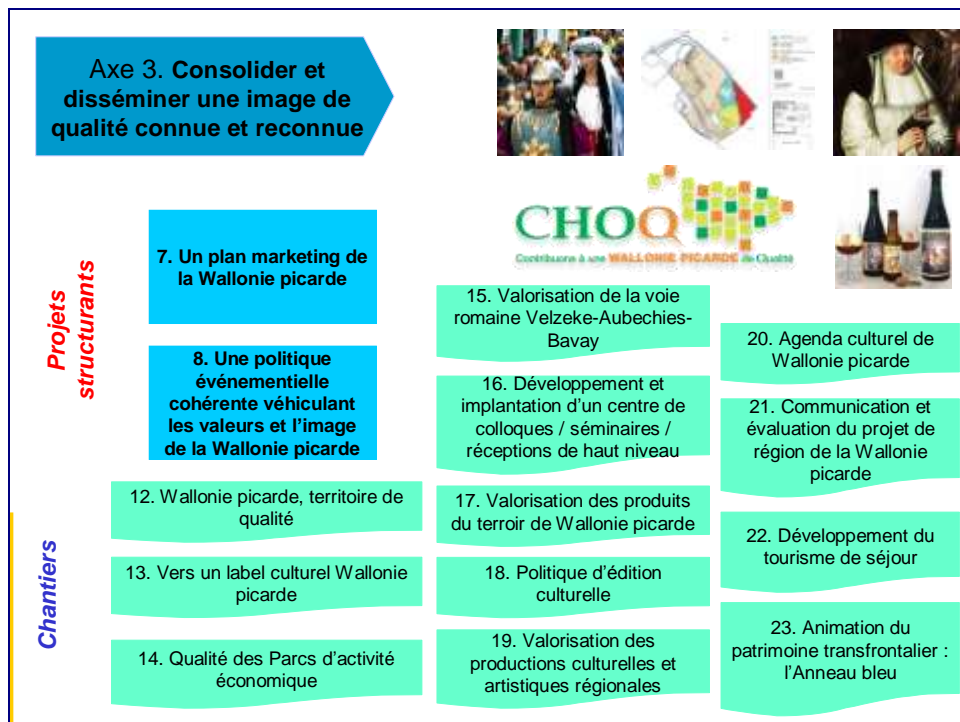 Axe 3. Consolider et
disséminer une image de
qualité connue et reconnue
CHOQ
Contribuons à une WALLONIE PICARDE de Qualité
Projets
structurants
7. Un plan marketing de
la Wallonie picarde
8. Une politique
événementielle
cohérente véhiculant
les valeurs et l’image
de la Wallonie picarde
Chantiers
12. Wallonie picarde, territoire de
qualité
13. Vers un label culturel Wallonie
picarde
14. Qualité des Parcs d’activité
économique
15. Valorisation de la voie
romaine Velzeke-Aubechies-
Bavay
16. Développement et
implantation d’un centre de
colloques / séminaires /
réceptions de haut niveau
17. Valorisation des produits
du terroir de Wallonie picarde
18. Politique d’édition
culturelle
19. Valorisation des
productions culturelles et
artistiques régionales
20. Agenda culturel de
Wallonie picarde
21. Communication et
évaluation du projet de
région de la Wallonie
picarde
22. Développement du
tourisme de séjour
23. Animation du
patrimoine transfrontalier :
l’Anneau bleu